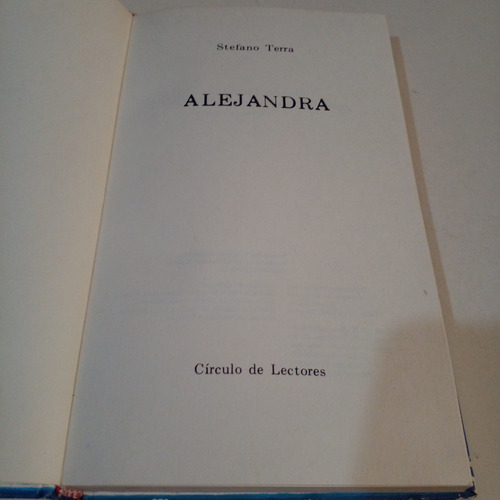 Stefano Terra
ALEJANDRA
Círculo de Lectores